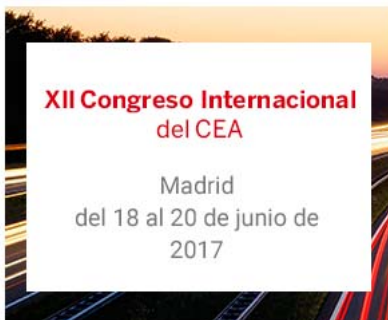 XII Congreso Internacional
del CEA
Madrid
del 18 al 20 de junio de
2017